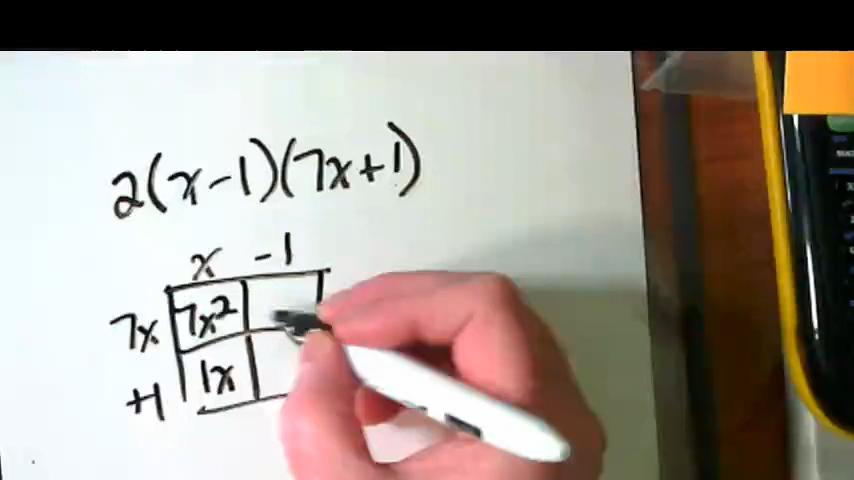 2(x-1)(7x+1)
x -1
7x 7x2
+1 1x